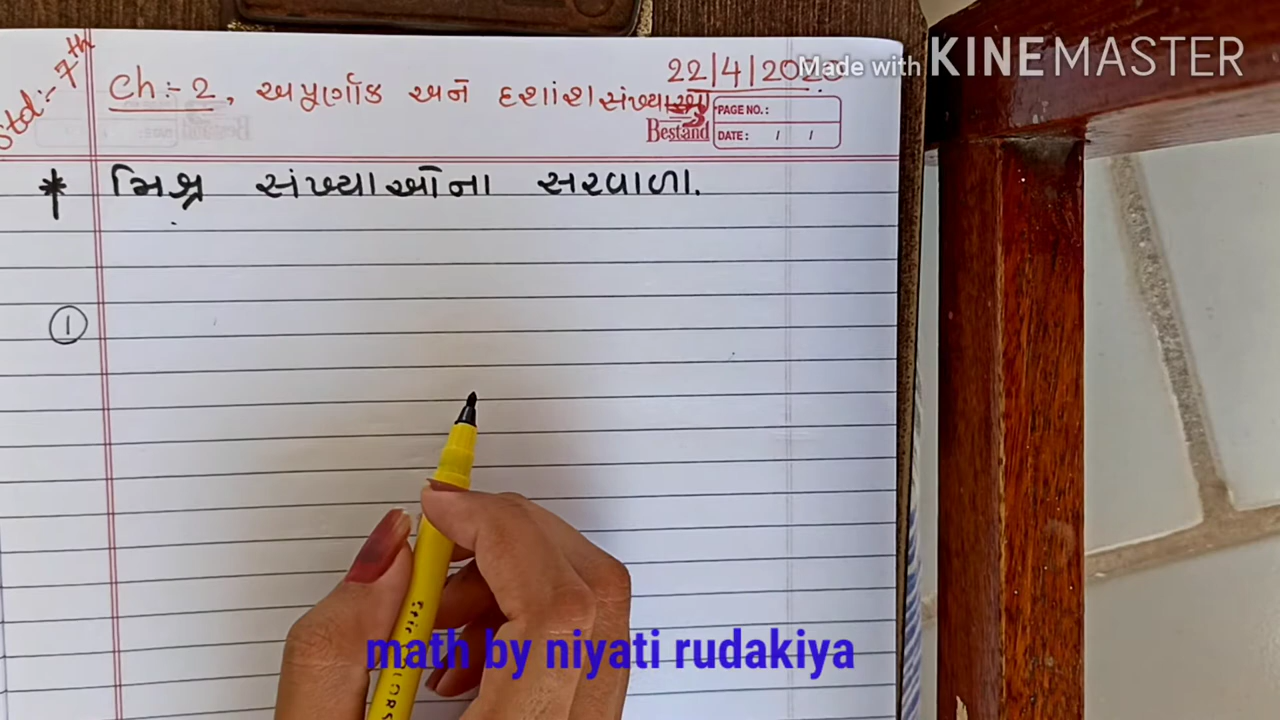 Std:- 7th
22/4/2020
Made with KINEMASTER
Ch:- 2, અપૂર્ણાંક અને દશાંશ સંખ્યાઓ
Bestand
PAGE NO.:
DATE: / /
* મિશ્ર સંખ્યાઓના સરવાળા.
①
math by niyati rudakiya